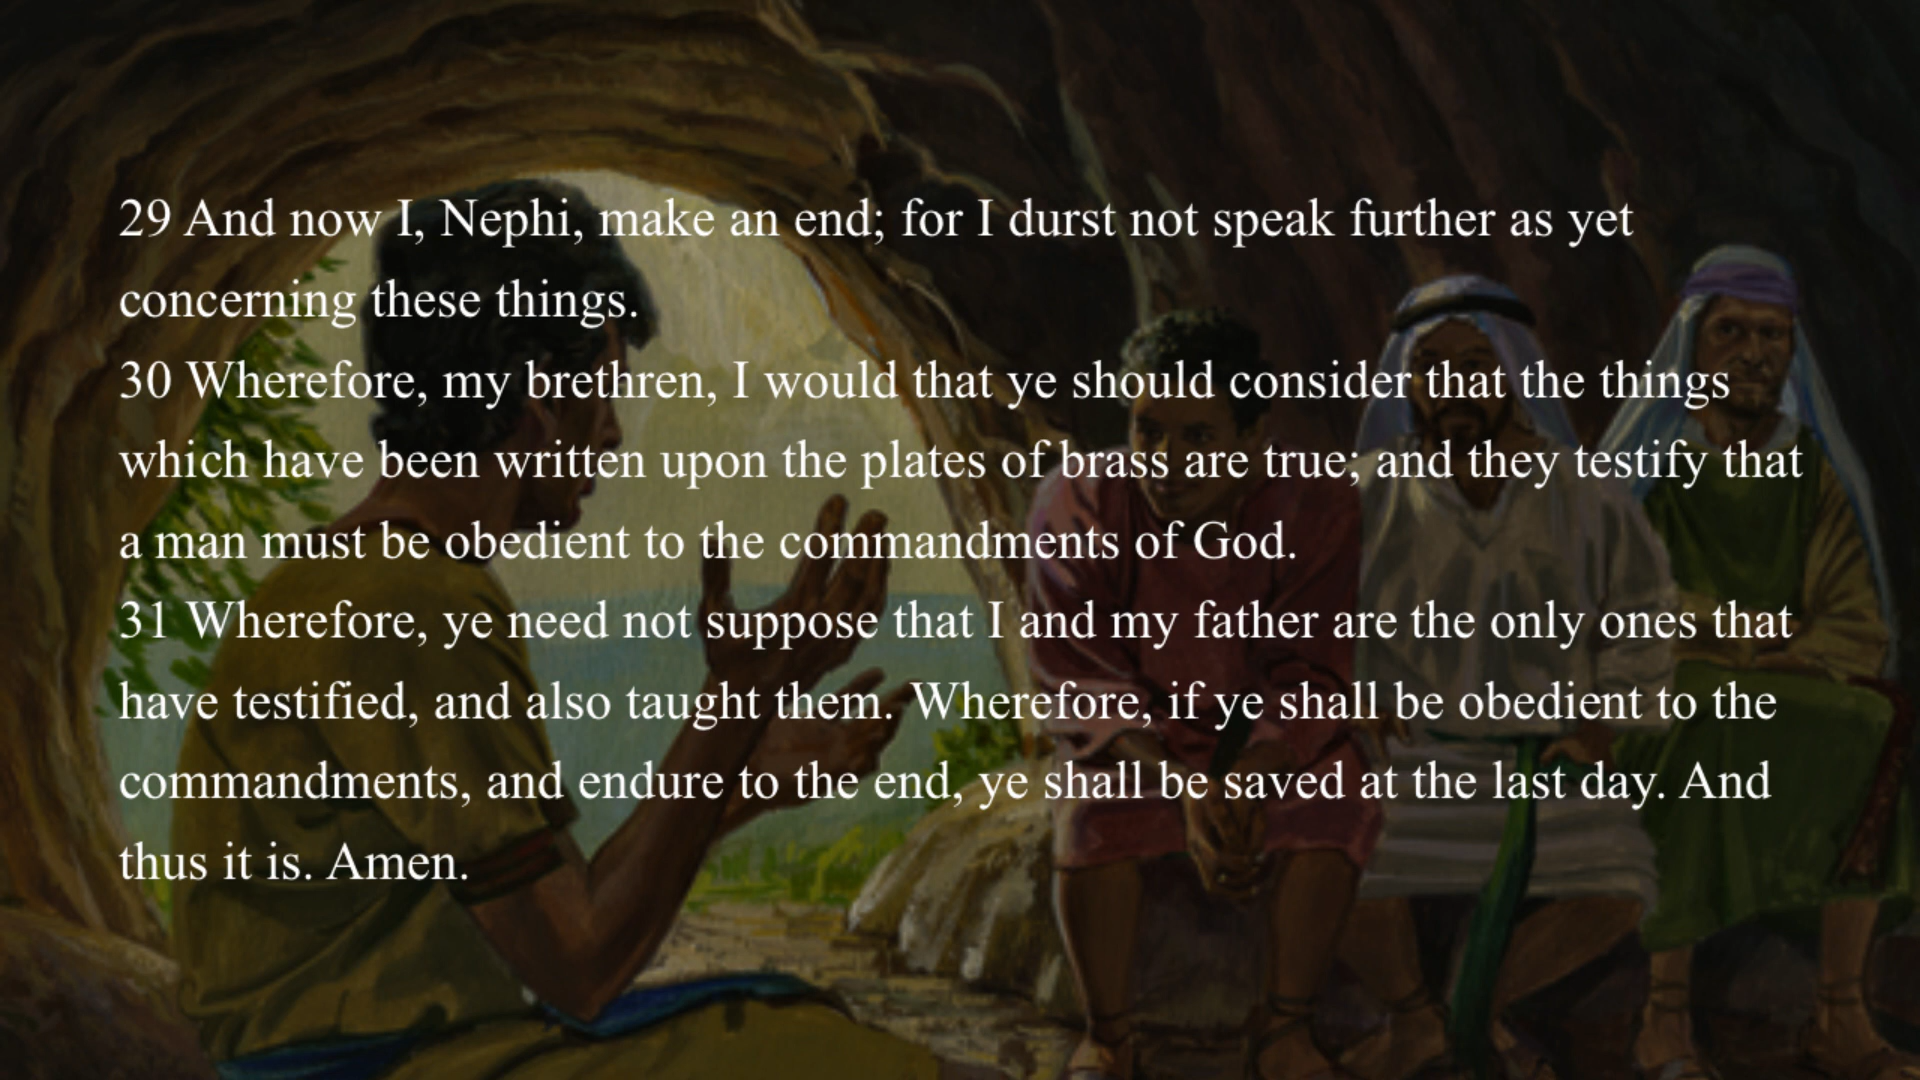 29 And now I, Nephi, make an end; for I durst not speak further as yet
concerning these things.
30 Wherefore, my brethren, I would that ye should consider that the things
which have been written upon the plates of brass are true; and they testify that
a man must be obedient to the commandments of God.
31 Wherefore, ye need not suppose that I and my father are the only ones that
have testified, and also taught them. Wherefore, if ye shall be obedient to the
commandments, and endure to the end, ye shall be saved at the last day. And
thus it is. Amen.